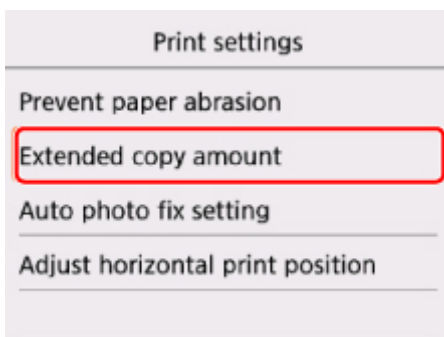 Print settings
Prevent paper abrasion
Extended copy amount
Auto photo fix setting
Adjust horizontal print position